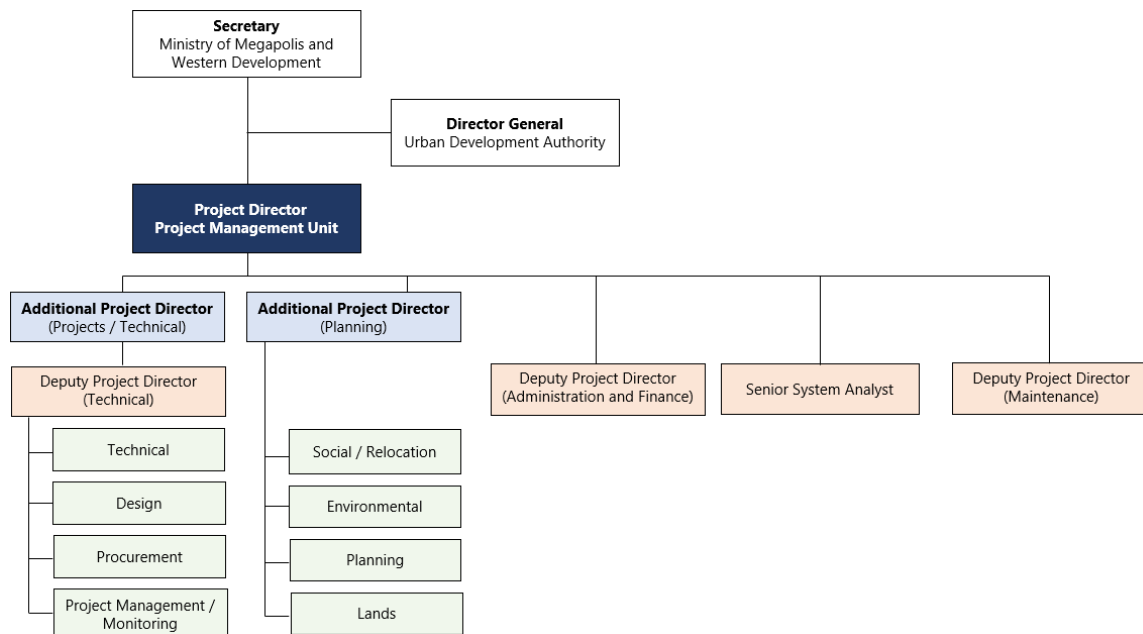 Secretary
Ministry of Megapolis and
Western Development
Director General
Urban Development Authority
Project Director
Project Management Unit
Additional Project Director
(Projects / Technical)
Additional Project Director
(Planning)
Deputy Project Director
(Technical)
Deputy Project Director
(Administration and Finance)
Senior System Analyst
Deputy Project Director
(Maintenance)
Technical
Design
Procurement
Project Management /
Monitoring
Social / Relocation
Environmental
Planning
Lands